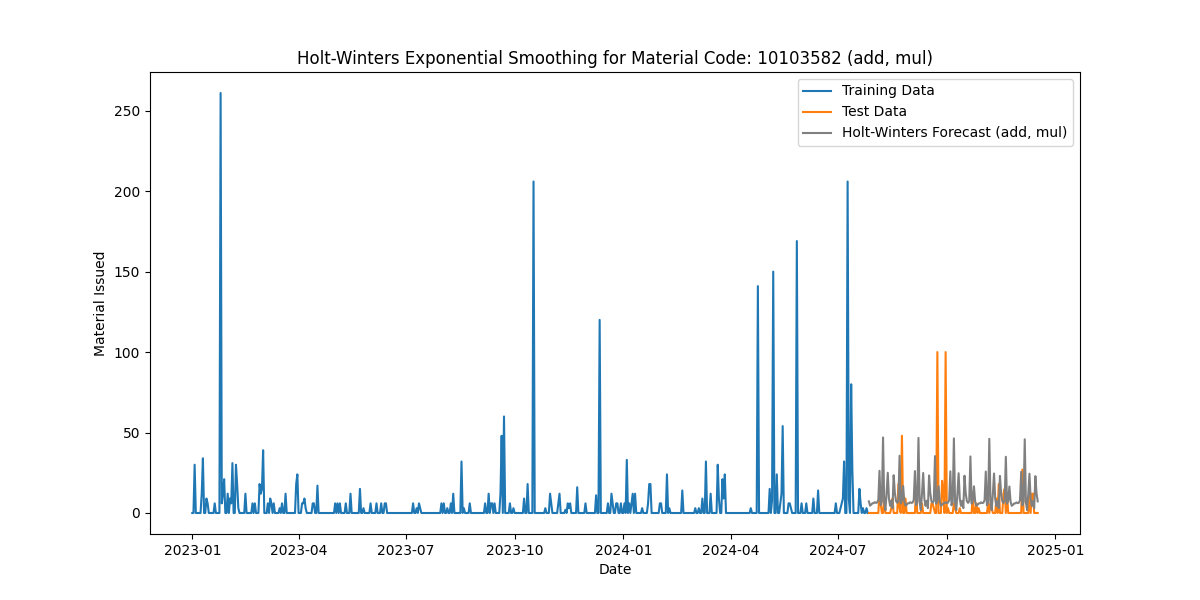 Holt-Winters Exponential Smoothing for Material Code: 10103582 (add, mul)
Training Data
Test Data
Holt-Winters Forecast (add, mul)
Material Issued
250
200
150
100
50
0
2023-01 2023-04 2023-07 2023-10 2024-01 2024-04 2024-07 2024-10 2025-01
Date